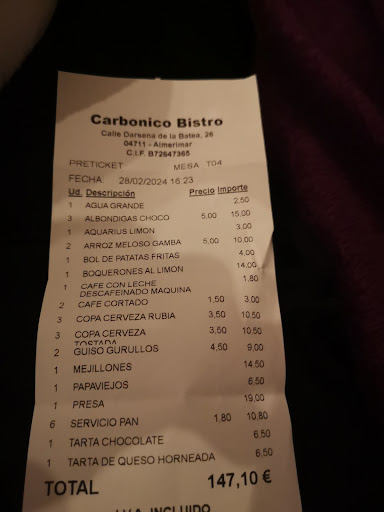 Carbonico Bistro
Calle Darsena de la Batea, 26
04711 - Almerimar
C.I.F. B72647365
PRETICKET MESA T04
FECHA 28/02/2024 16:23
Ud. Descripción Precio Importe
1 AGUA GRANDE 2,50
3 ALBONDIGAS CHOCO 5,00 15,00
1 AQUARIUS LIMON 3,00
2 ARROZ MELOSO GAMBA 5,00 10,00
1 BOL DE PATATAS FRITAS 4,00
1 BOQUERONES AL LIMON 14,00
1 CAFE CON LECHE 1,80
DESCAFEINADO MAQUINA
2 CAFE CORTADO 1,50 3,00
3 COPA CERVEZA RUBIA 3,50 10,50
3 COPA CERVEZA 3,50 10,50
TOSTADA
2 GUISO GURULLOS 4,50 9,00
1 MEJILLONES 14,50
1 PAPAVIEJOS 6,50
1 PRESA 19,00
6 SERVICIO PAN 1,80 10,80
1 TARTA CHOCOLATE 6,50
1 TARTA DE QUESO HORNEADA 6,50
TOTAL 147,10 €
I.V.A. INCLUIDO